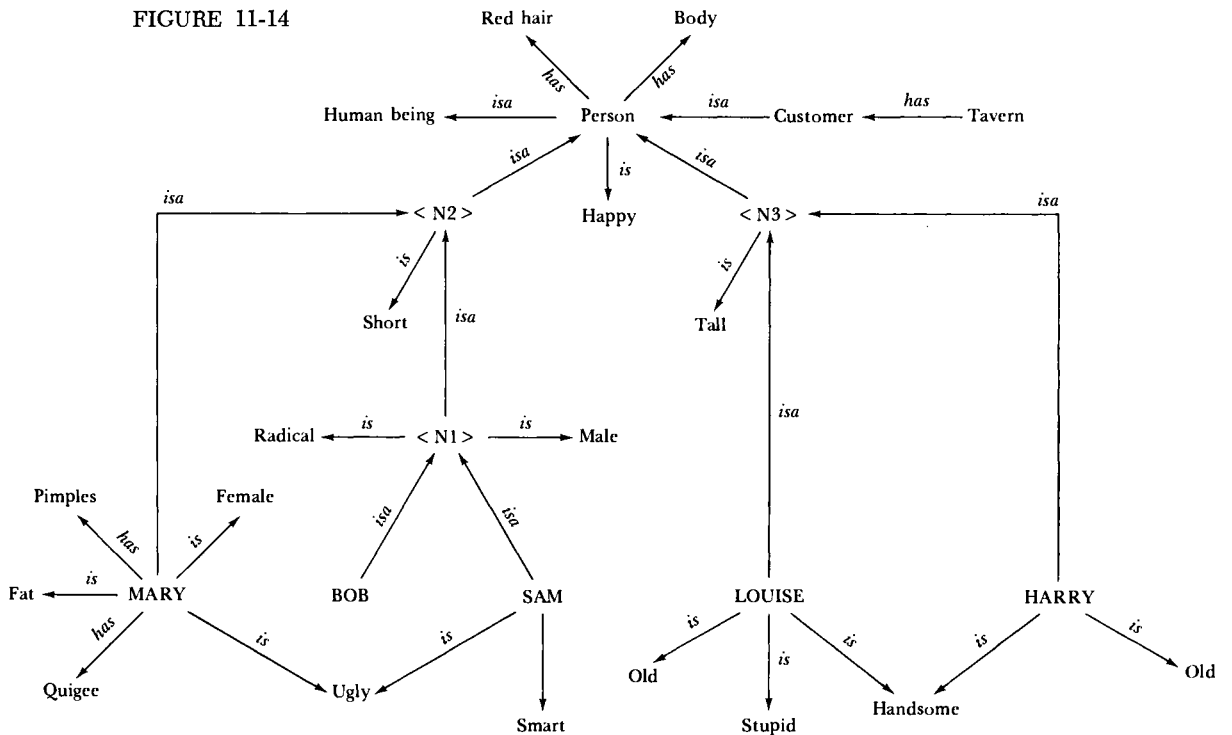 FIGURE 11-14
Red hair
Body
has
has
Human being
isa
Person
isa
Customer
has
Tavern
isa
is
isa
isa
< N2 >
Happy
< N3 >
isa
is
is
Short
Tall
isa
isa
Radical
is
< N1 >
is
Male
Pimples
Female
isa
isa
has
is
Fat
is
MARY
BOB
SAM
LOUISE
HARRY
has
is
is
is
is
is
is
is
Quigee
Ugly
Old
Handsome
Old
Smart
Stupid